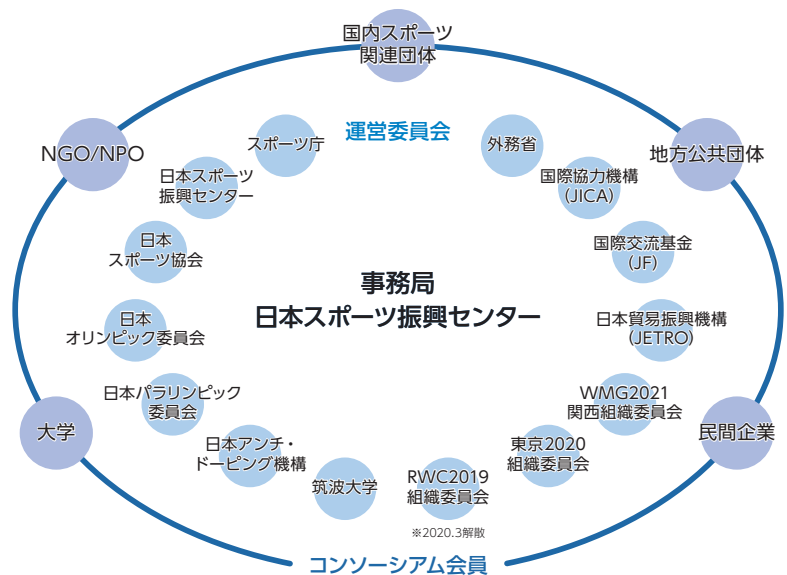 国内スポーツ
関連団体
NGO/NPO
地方公共団体
運営委員会
スポーツ庁
外務省
日本スポーツ
振興センター
国際協力機構
(JICA)
日本
スポーツ協会
国際交流基金
(JF)
事務局
日本スポーツ振興センター
日本
オリンピック委員会
日本貿易振興機構
(JETRO)
日本パラリンピック
委員会
WMG2021
関西組織委員会
大学
民間企業
日本アンチ・
ドーピング機構
東京2020
組織委員会
筑波大学
RWC2019
組織委員会
※2020.3解散
コンソーシアム会員